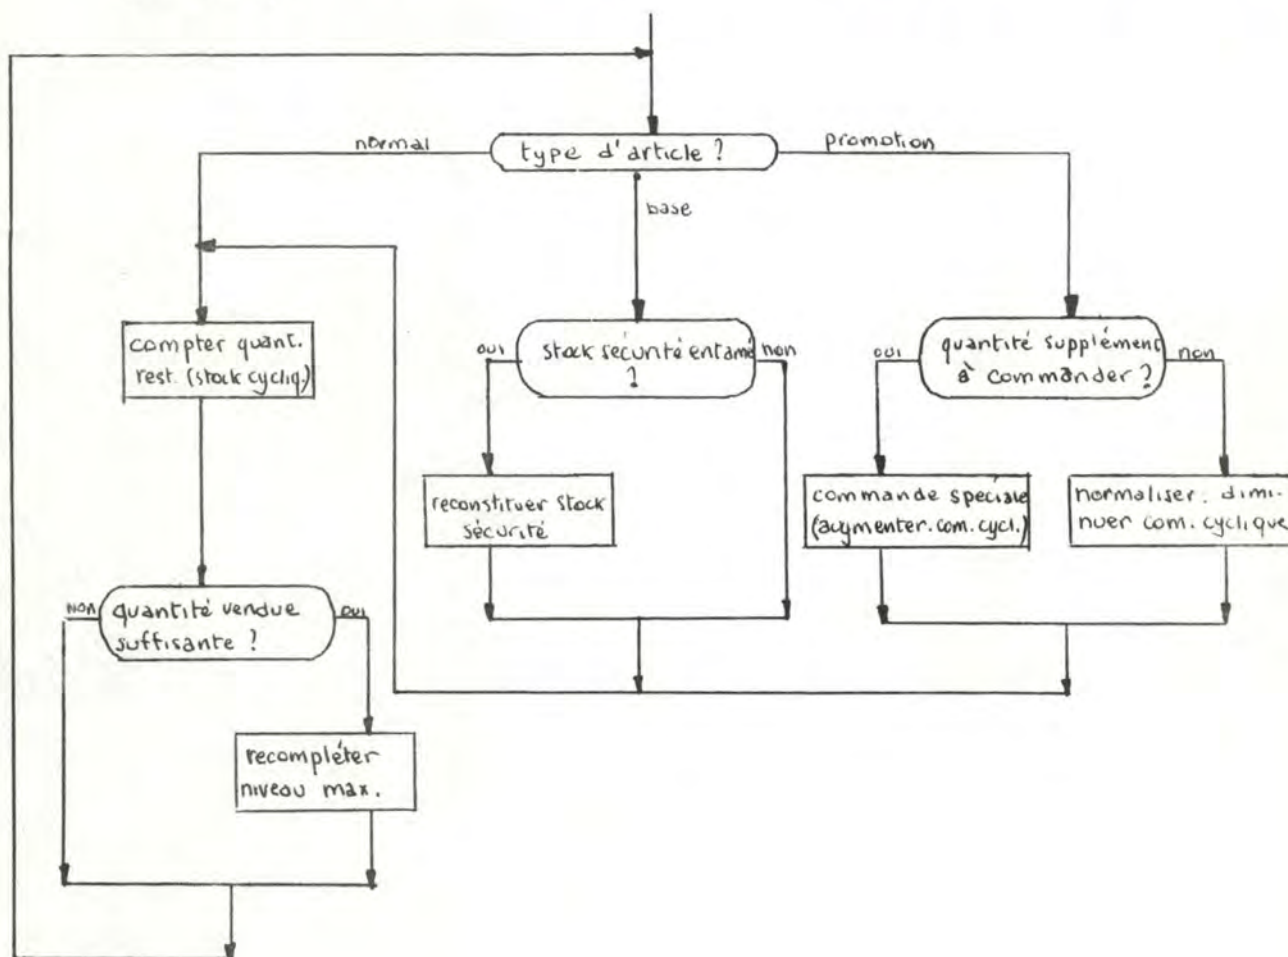 normal
type d'article ?
promotion
base
compter quant.
rest. (stock cycliq.)
oui
stock sécurité entamé
?
non
oui
quantité supplément
à commander ?
non
reconstituer stock
sécurité
commande spéciale
(augmenter. com. cycl.)
normaliser : dimi-
nuer com. cyclique
non
quantité vendue
suffisante ?
oui
recompléter
niveau max.